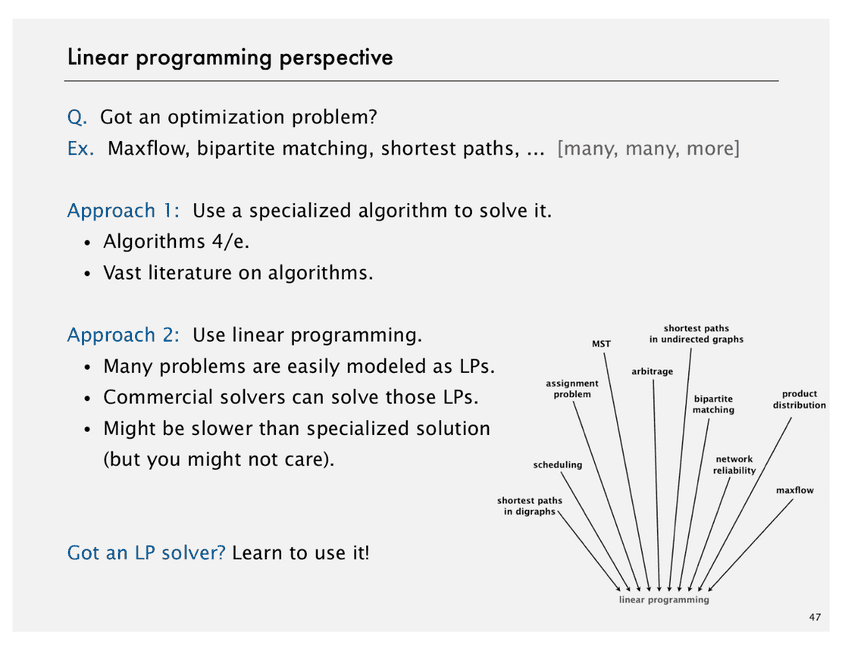 Linear programming perspective
Q. Got an optimization problem?
Ex. Maxflow, bipartite matching, shortest paths, … [many, many, more]
Approach 1: Use a specialized algorithm to solve it.
• Algorithms 4/e.
• Vast literature on algorithms.
Approach 2: Use linear programming.
• Many problems are easily modeled as LPs.
• Commercial solvers can solve those LPs.
• Might be slower than specialized solution
(but you might not care).
Got an LP solver? Learn to use it!
shortest paths
in undirected graphs
MST
arbitrage
assignment
problem
bipartite
matching
product
distribution
scheduling
network
reliability
maxflow
shortest paths
in digraphs
linear programming
47